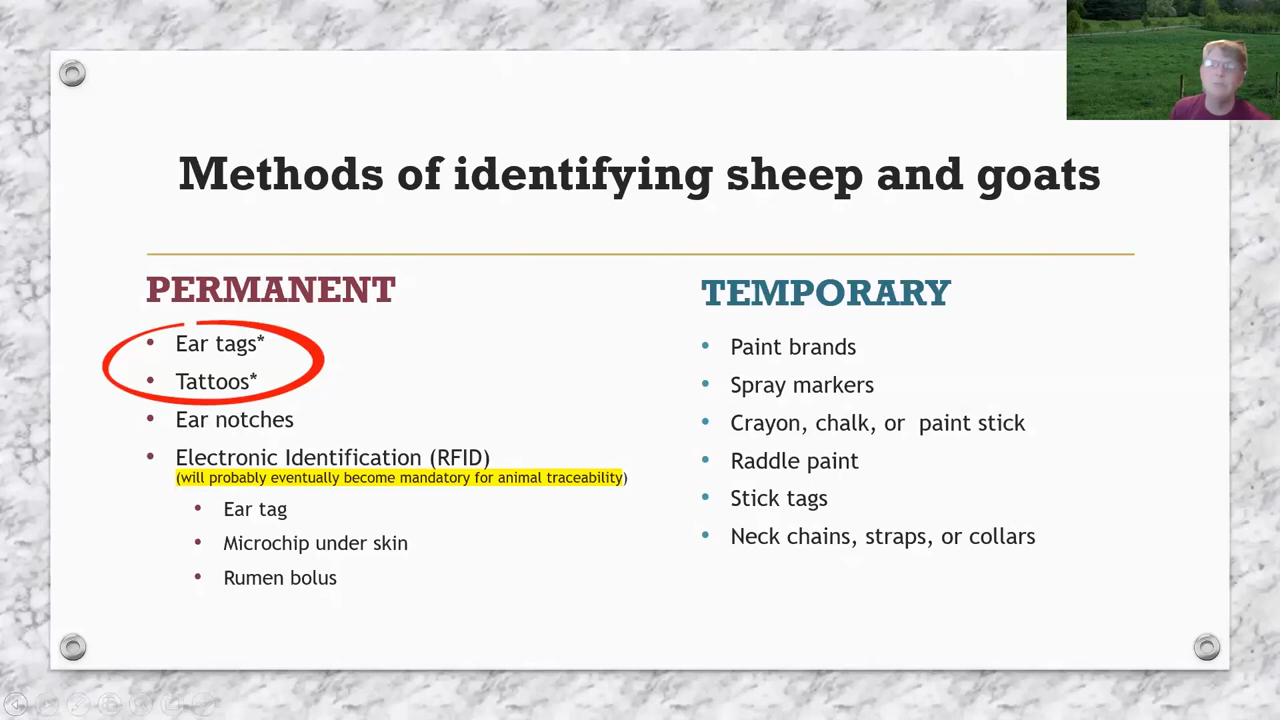 Methods of identifying sheep and goats
PERMANENT
Ear tags*
Tattoos*
Ear notches
Electronic Identification (RFID)
(will probably eventually become mandatory for animal traceability)
Ear tag
Microchip under skin
Rumen bolus
TEMPORARY
Paint brands
Spray markers
Crayon, chalk, or paint stick
Raddle paint
Stick tags
Neck chains, straps, or collars